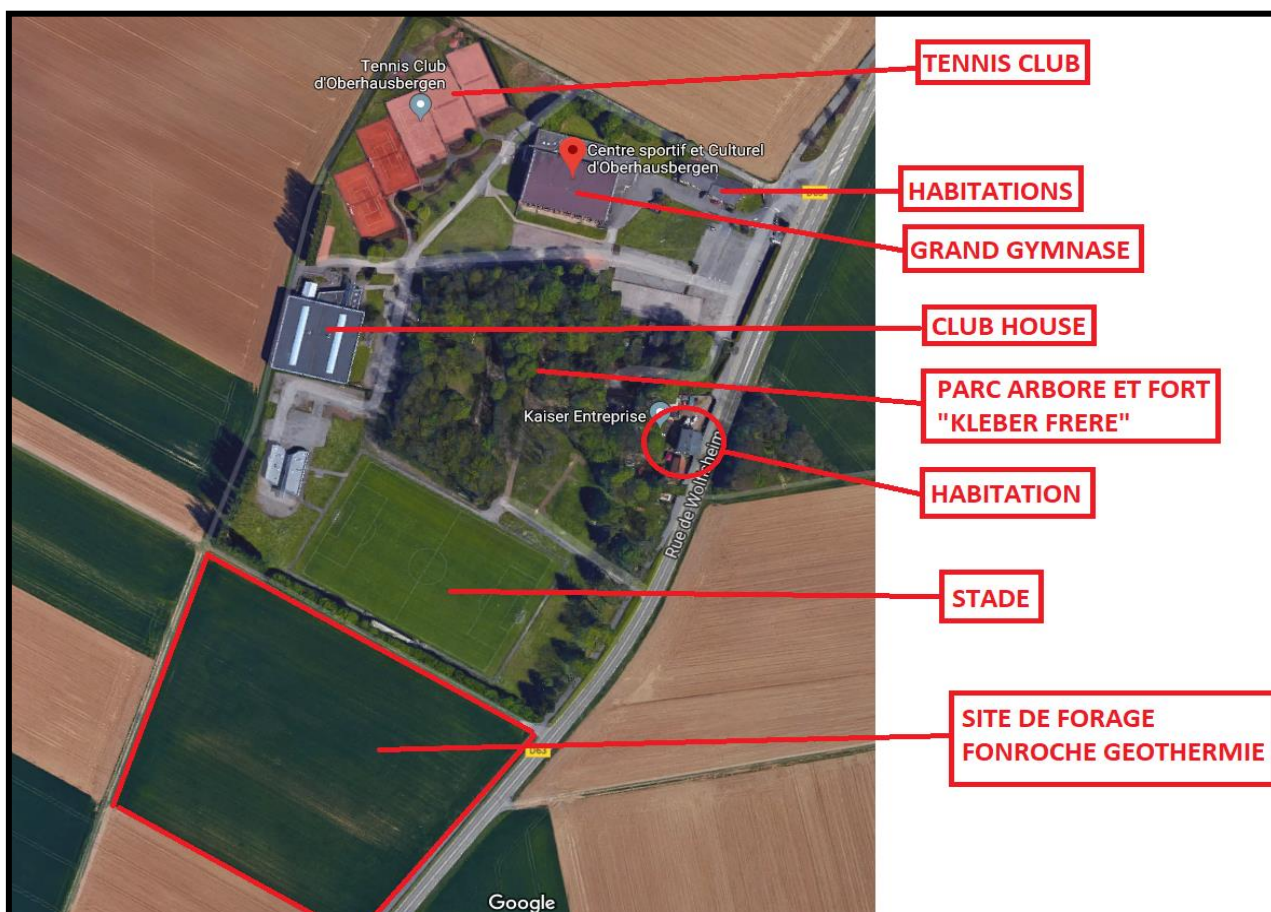 Tennis Club
d'Oberhausbergen
TENNIS CLUB
Centre sportif et Culturel
d'Oberhausbergen
HABITATIONS
GRAND GYMNASE
CLUB HOUSE
PARC ARBORE ET FORT
"KLEBER FRERE"
Kaiser Entreprise
Rue de Wolfisheim
HABITATION
STADE
SITE DE FORAGE
FONROCHE GEOTHERMIE
D63
Google